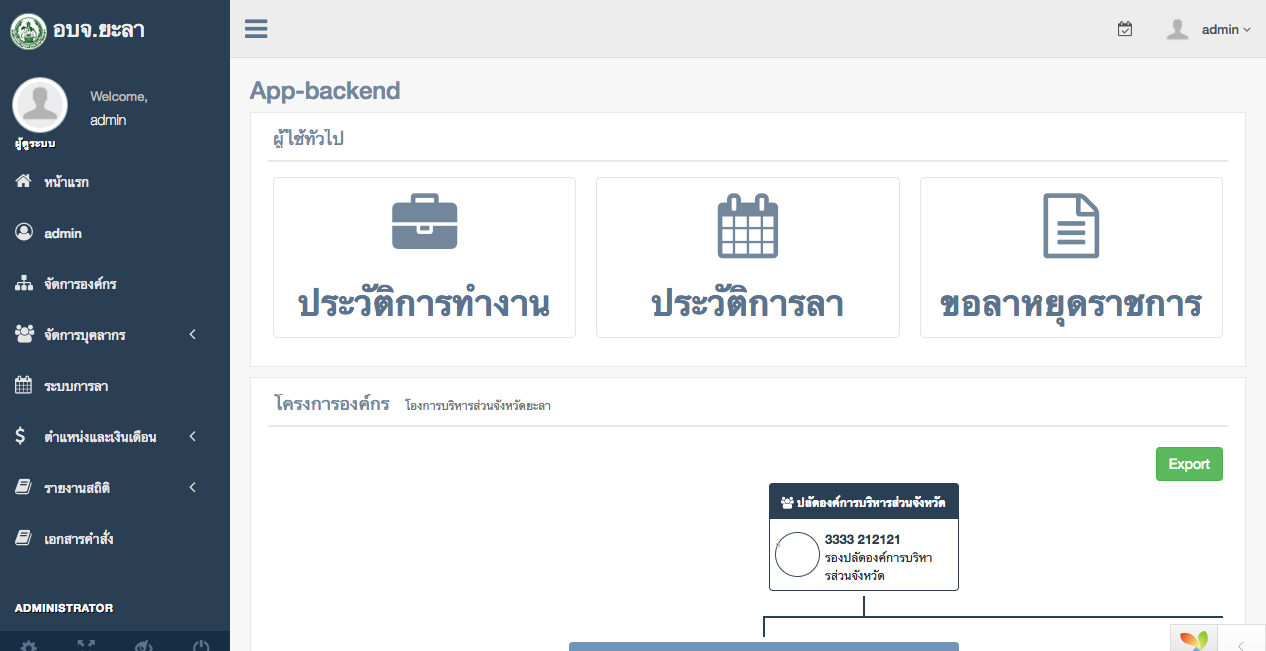 อบจ.ยะลา
admin
Welcome,
admin
ผู้ดูระบบ
หน้าแรก
admin
จัดการองค์กร
จัดการบุคลากร
ระบบการลา
ตำแหน่งและเงินเดือน
รายงานสถิติ
เอกสารคำสั่ง
ADMINISTRATOR
App-backend
ผู้ใช้ทั่วไป
ประวัติการทำงาน
ประวัติการลา
ขอลาหยุดราชการ
โครงการองค์กร โองการบริหารส่วนจังหวัดยะลา
Export
ปลัดองค์การบริหารส่วนจังหวัด
3333 212121
รองปลัดองค์การบริหา
รส่วนจังหวัด